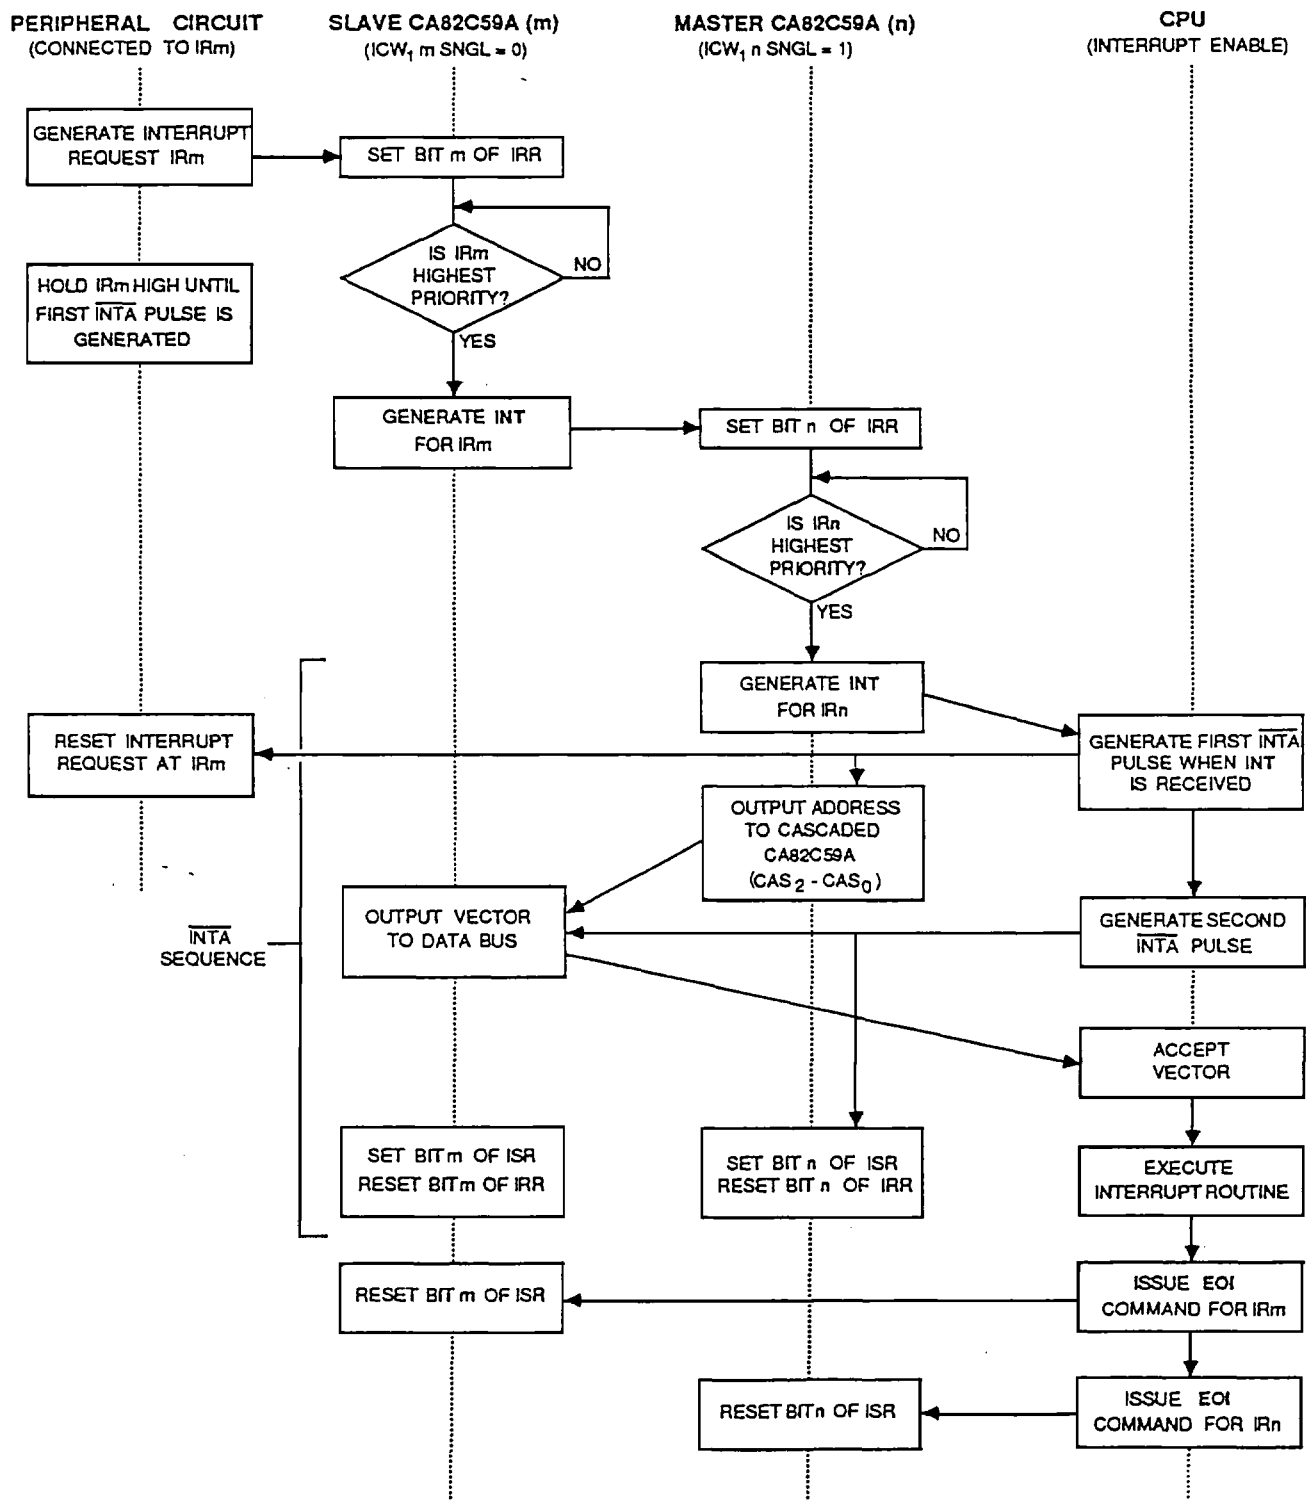 PERIPHERAL CIRCUIT
(CONNECTED TO IRm)
SLAVE CA82C59A (m)
(ICW₁ m SNGL = 0)
MASTER CA82C59A (n)
(ICW₁ n SNGL = 1)
CPU
(INTERRUPT ENABLE)
GENERATE INTERRUPT
REQUEST IRm
SET BIT m OF IRR
IS IRm
HIGHEST
PRIORITY?
NO
YES
HOLD IRm HIGH UNTIL
FIRST I̅N̅T̅A̅ PULSE IS
GENERATED
GENERATE INT
FOR IRm
SET BIT n OF IRR
IS IRn
HIGHEST
PRIORITY?
NO
YES
GENERATE INT
FOR IRn
RESET INTERRUPT
REQUEST AT IRm
GENERATE FIRST I̅N̅T̅A̅
PULSE WHEN INT
IS RECEIVED
OUTPUT ADDRESS
TO CASCADED
CA82C59A
(CAS₂ - CAS₀)
I̅N̅T̅A̅
SEQUENCE
OUTPUT VECTOR
TO DATA BUS
GENERATE SECOND
I̅N̅T̅A̅ PULSE
ACCEPT
VECTOR
SET BIT m OF ISR
RESET BIT m OF IRR
SET BIT n OF ISR
RESET BIT n OF IRR
EXECUTE
INTERRUPT ROUTINE
RESET BIT m OF ISR
ISSUE EOI
COMMAND FOR IRm
RESET BIT n OF ISR
ISSUE EOI
COMMAND FOR IRn